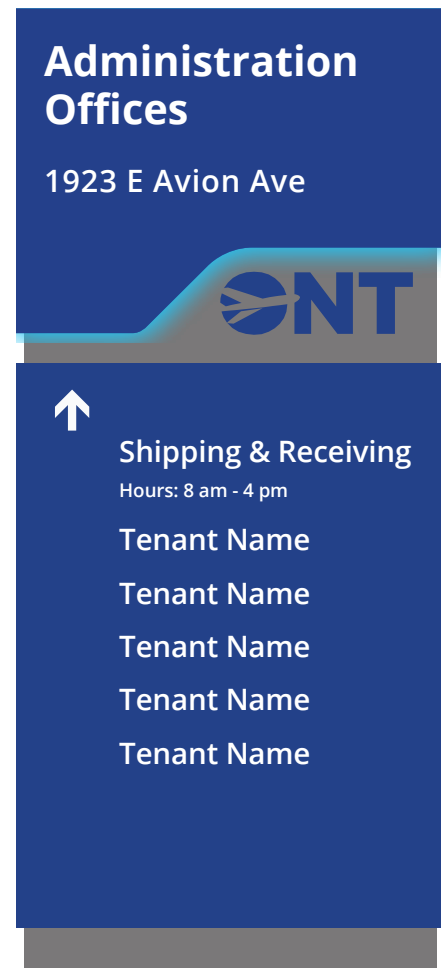 Administration
Offices
1923 E Avion Ave
ONT
Shipping & Receiving
Hours: 8 am - 4 pm
Tenant Name
Tenant Name
Tenant Name
Tenant Name
Tenant Name